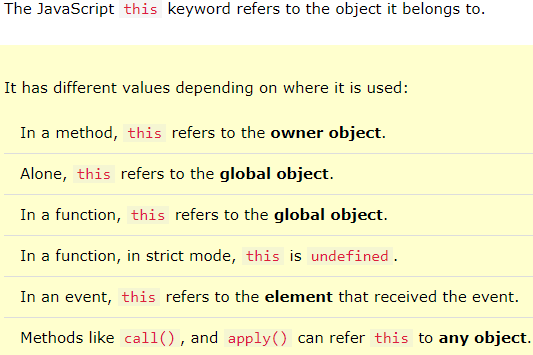 The JavaScript this keyword refers to the object it belongs to.
It has different values depending on where it is used:
In a method, this refers to the owner object.
Alone, this refers to the global object.
In a function, this refers to the global object.
In a function, in strict mode, this is undefined.
In an event, this refers to the element that received the event.
Methods like call(), and apply() can refer this to any object.